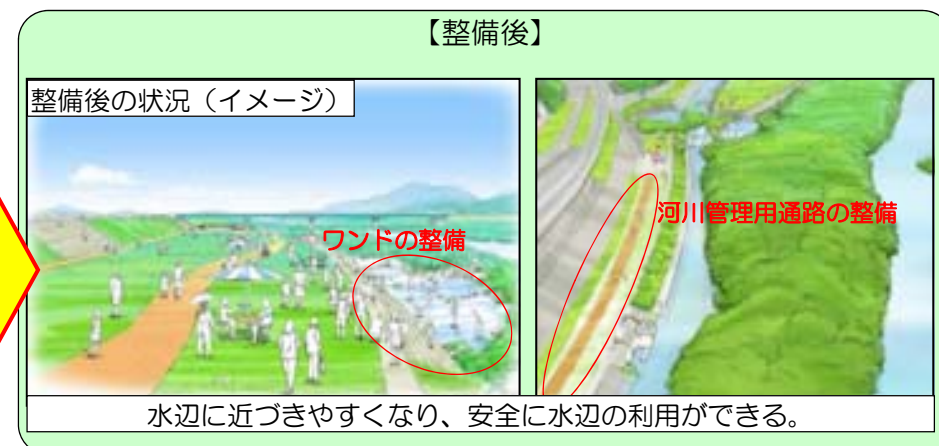 【整備後】
整備後の状況（イメージ）
ワンドの整備
河川管理用通路の整備
水辺に近づきやすくなり、安全に水辺の利用ができる。